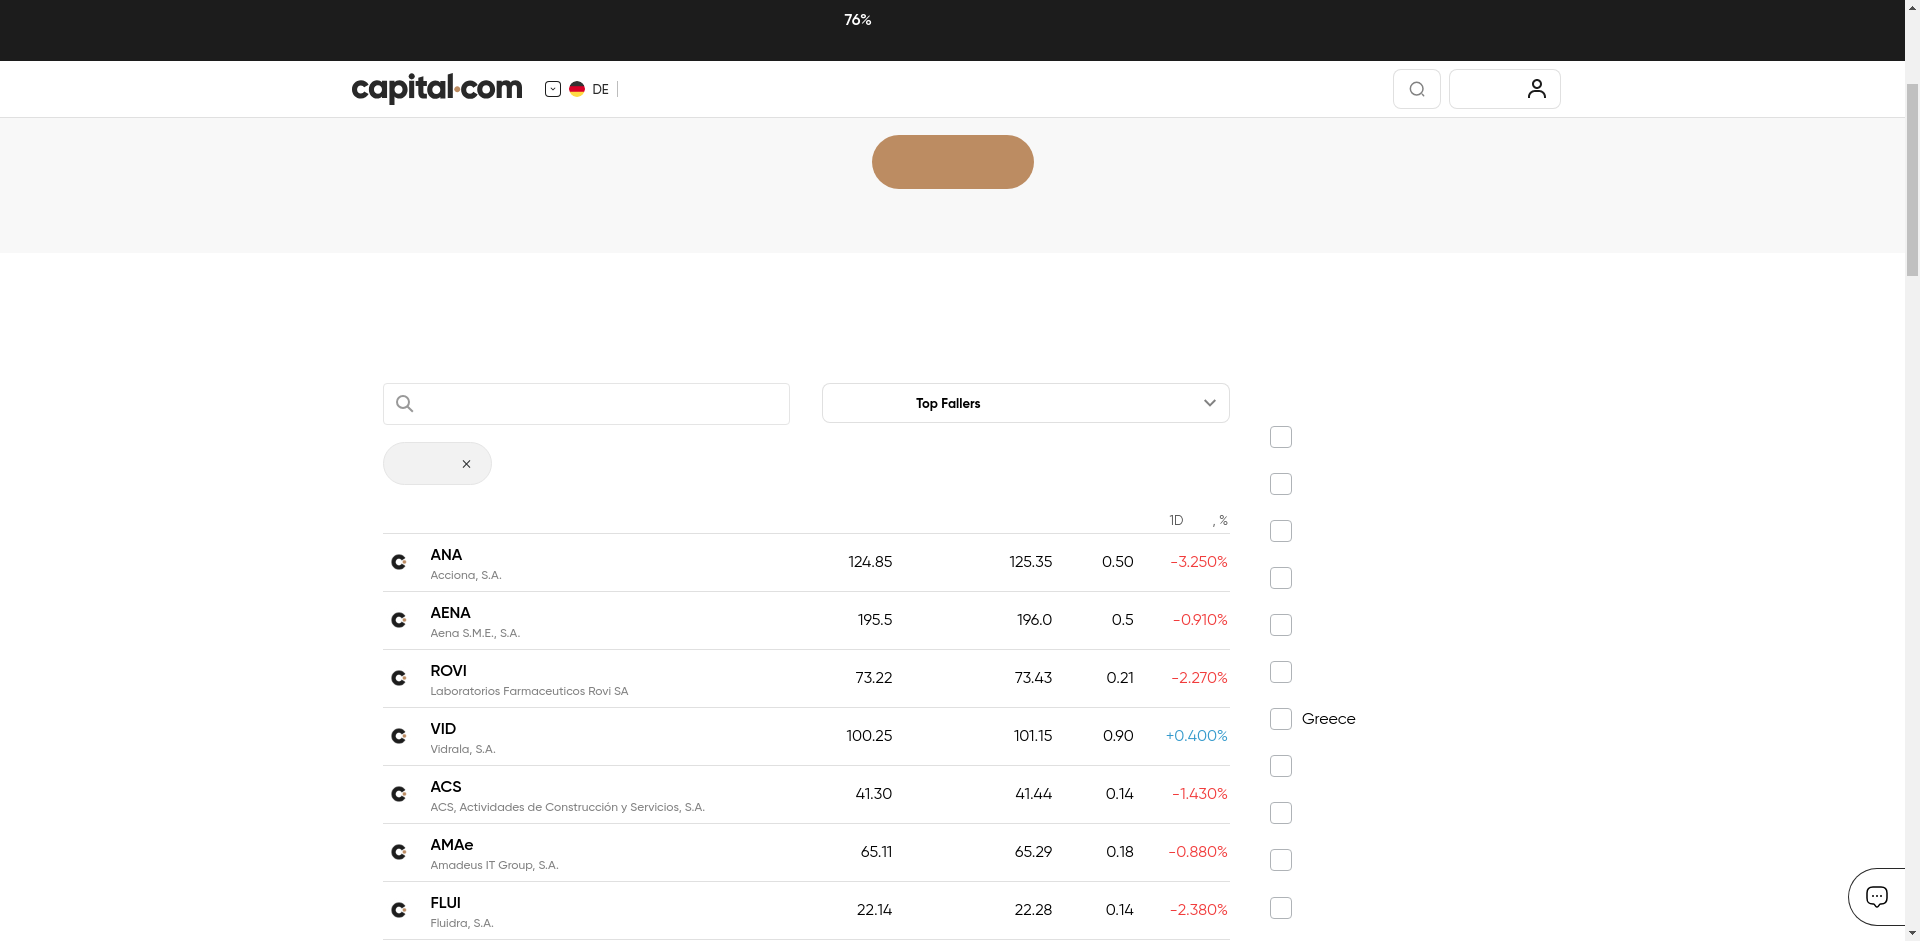 76%
capital.com
DE
Top Fallers
1D , %
ANA 124.85 125.35 0.50 -3.250%
Acciona, S.A.
AENA 195.5 196.0 0.5 -0.910%
Aena S.M.E., S.A.
ROVI 73.22 73.43 0.21 -2.270%
Laboratorios Farmaceuticos Rovi SA
Greece
VID 100.25 101.15 0.90 +0.400%
Vidrala, S.A.
ACS 41.30 41.44 0.14 -1.430%
ACS, Actividades de Construcción y Servicios, S.A.
AMAe 65.11 65.29 0.18 -0.880%
Amadeus IT Group, S.A.
FLUI 22.14 22.28 0.14 -2.380%
Fluidra, S.A.